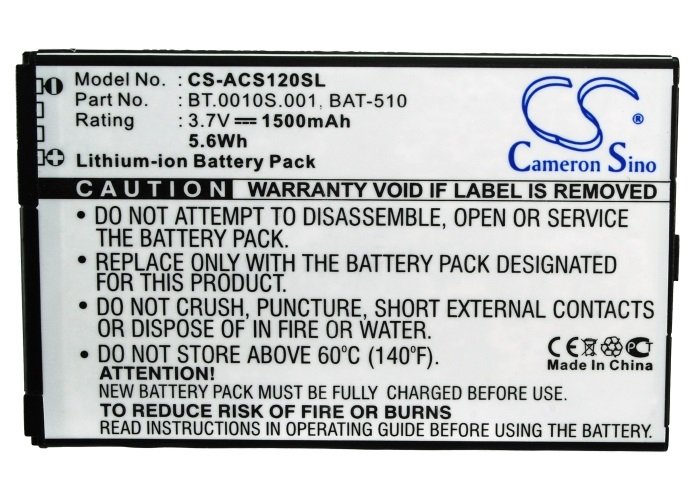 Model No. : CS-ACS120SL
Part No. : BT.0010S.001, BAT-510
Rating : 3.7V 1500mAh
5.6Wh
Lithium-ion Battery Pack
CS ®
Cameron Sino
CAUTION WARRANTY VOID IF LABEL IS REMOVED
• DO NOT ATTEMPT TO DISASSEMBLE, OPEN OR SERVICE
THE BATTERY PACK.
• REPLACE ONLY WITH THE BATTERY PACK DESIGNATED
FOR THIS PRODUCT.
• DO NOT CRUSH, PUNCTURE, SHORT EXTERNAL CONTACTS
OR DISPOSE OF IN FIRE OR WATER.
• DO NOT STORE ABOVE 60°C (140°F).
ATTENTION:
NEW BATTERY PACK MUST BE FULLY CHARGED BEFORE USE
TO REDUCE RISK OF FIRE OR BURNS.
PLEASE READ INSTRUCTION IN OPERATING GUIDE BEFORE USING BATTERY.
CE PCT
Made In China